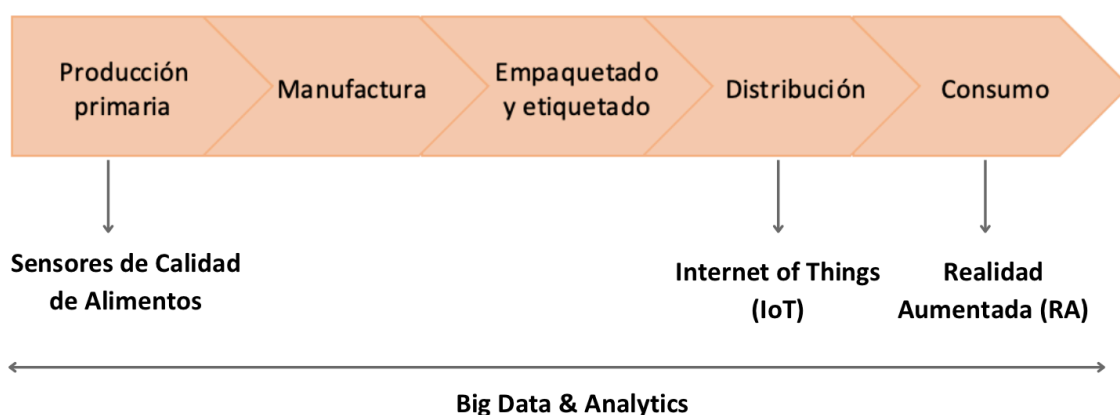 Producción
primaria
Manufactura
Empaquetado
y etiquetado
Distribución
Consumo
Sensores de Calidad
de Alimentos
Internet of Things
(IoT)
Realidad
Aumentada (RA)
Big Data & Analytics